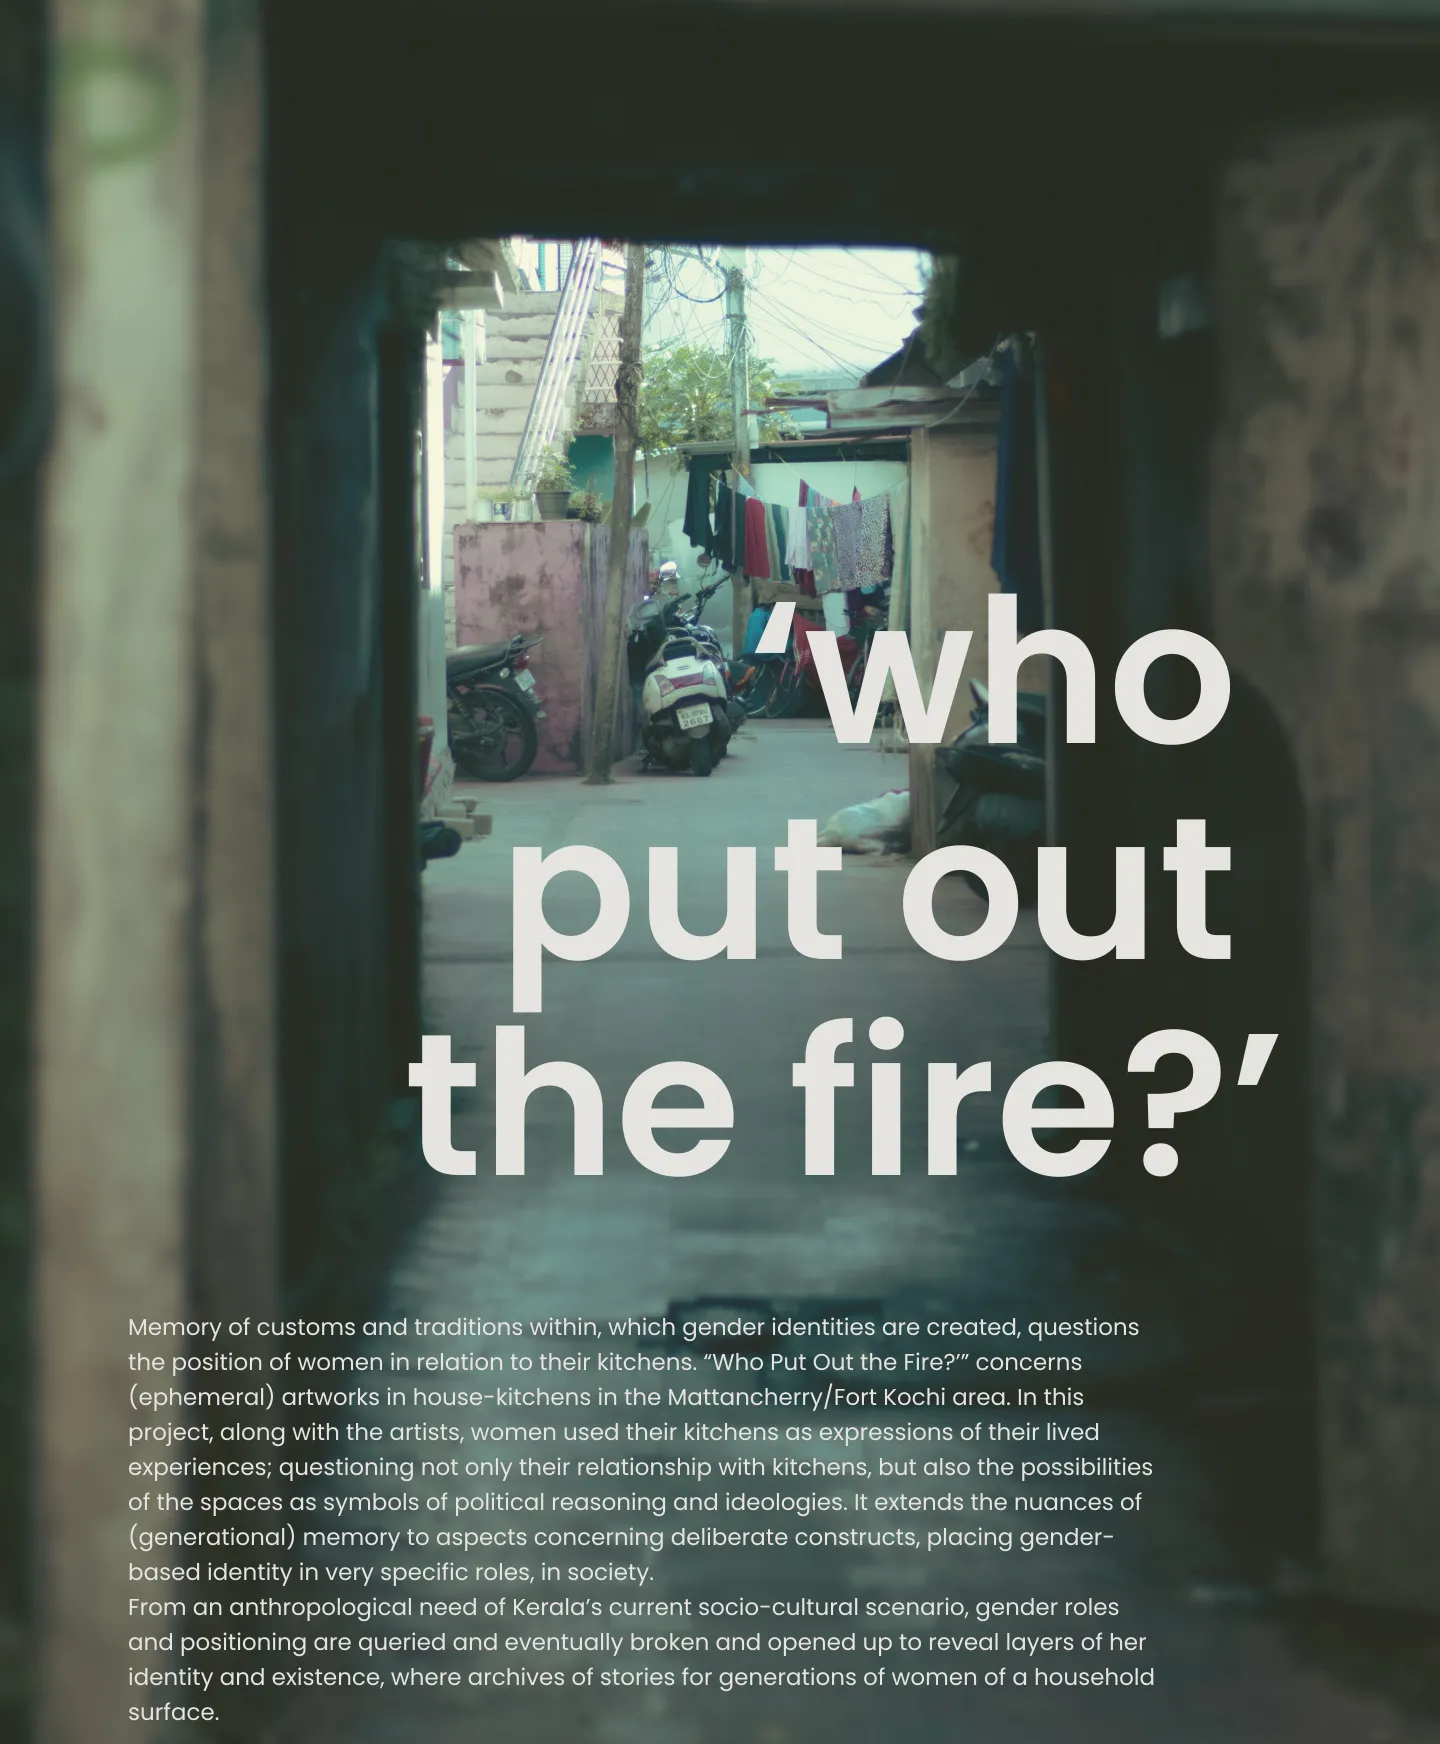 ‘who
put out
the fire?’
Memory of customs and traditions within, which gender identities are created, questions
the position of women in relation to their kitchens. “Who Put Out the Fire?’” concerns
(ephemeral) artworks in house-kitchens in the Mattancherry/Fort Kochi area. In this
project, along with the artists, women used their kitchens as expressions of their lived
experiences; questioning not only their relationship with kitchens, but also the possibilities
of the spaces as symbols of political reasoning and ideologies. It extends the nuances of
(generational) memory to aspects concerning deliberate constructs, placing gender-
based identity in very specific roles, in society.
From an anthropological need of Kerala’s current socio-cultural scenario, gender roles
and positioning are queried and eventually broken and opened up to reveal layers of her
identity and existence, where archives of stories for generations of women of a household
surface.